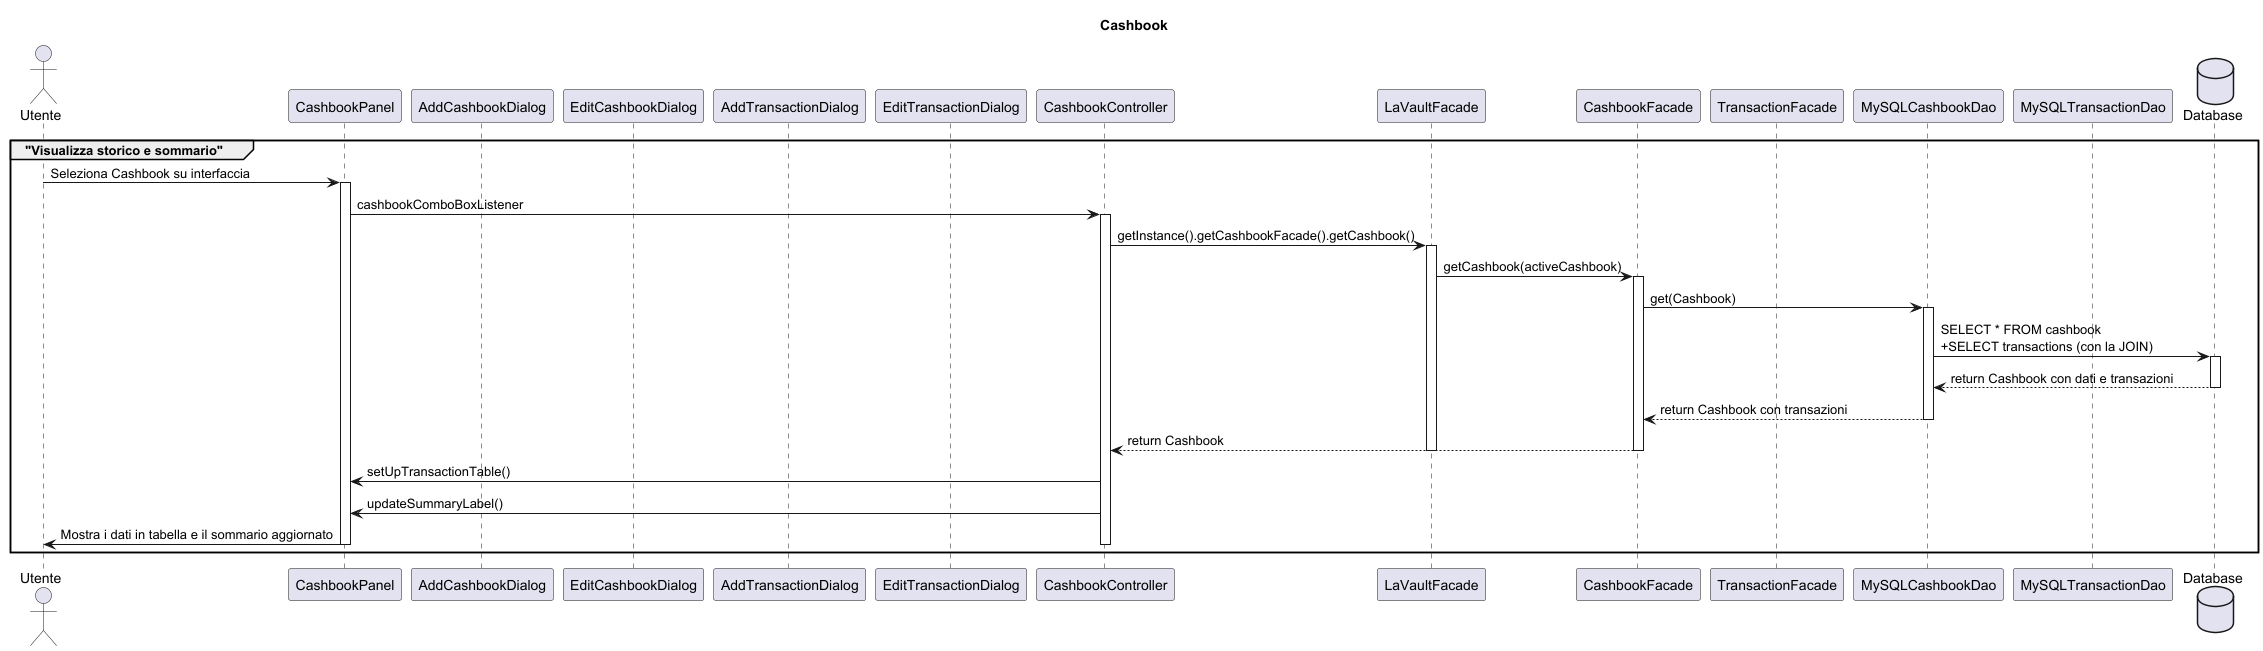 Cashbook
Utente
CashbookPanel
AddCashbookDialog
EditCashbookDialog
AddTransactionDialog
EditTransactionDialog
CashbookController
LaVaultFacade
CashbookFacade
TransactionFacade
MySQLCashbookDao
MySQLTransactionDao
Database
"Visualizza storico e sommario"
Seleziona Cashbook su interfaccia
cashbookComboBoxListener
getInstance().getCashbookFacade().getCashbook()
getCashbook(activeCashbook)
get(Cashbook)
SELECT * FROM cashbook
+SELECT transactions (con la JOIN)
return Cashbook con dati e transazioni
return Cashbook con transazioni
return Cashbook
setUpTransactionTable()
updateSummaryLabel()
Mostra i dati in tabella e il sommario aggiornato
Utente
CashbookPanel
AddCashbookDialog
EditCashbookDialog
AddTransactionDialog
EditTransactionDialog
CashbookController
LaVaultFacade
CashbookFacade
TransactionFacade
MySQLCashbookDao
MySQLTransactionDao
Database